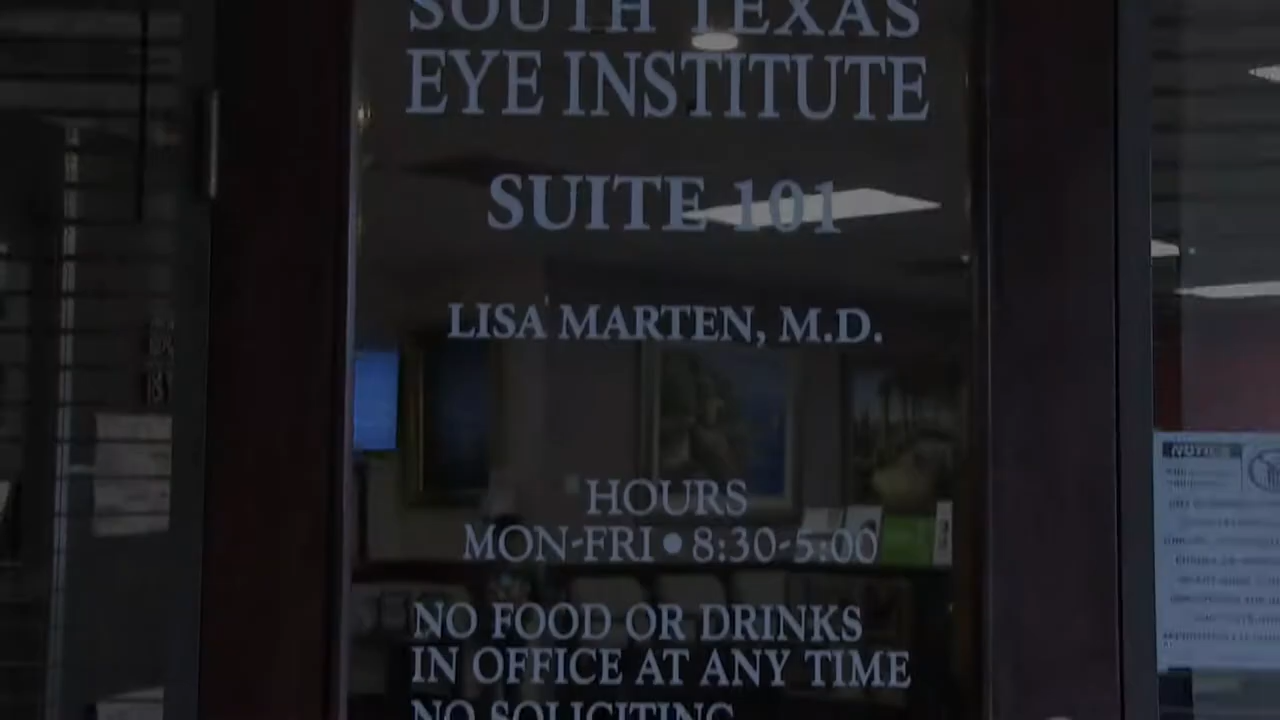 SOUTH TEXAS
EYE INSTITUTE
SUITE 101
LISA MARTEN, M.D.
HOURS
MON-FRI • 8:30-5:00
NO FOOD OR DRINKS
IN OFFICE AT ANY TIME
NO SOLICITING
NOTICE